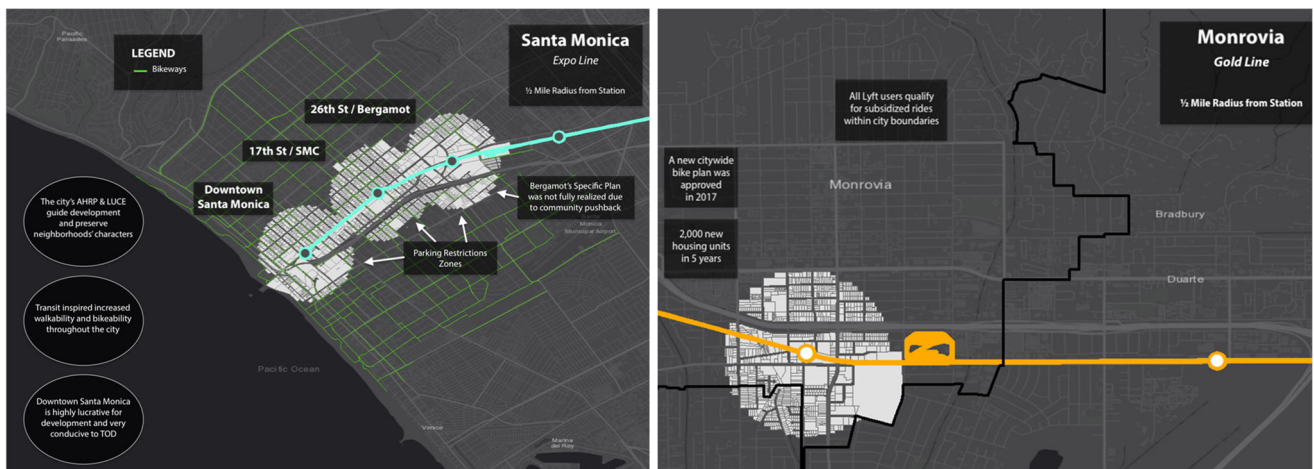 Pacific
Palisades
LEGEND
Bikeways
Santa Monica
Expo Line
½ Mile Radius from Station
26th St / Bergamot
17th St / SMC
Downtown
Santa Monica
The city's AHRP & LUCE
guide development
and preserve
neighborhoods' characters
Bergamot's Specific Plan
was not fully realized due
to community pushback
Monica
Municipal Airport
Parking Restrictions
Zones
Transit inspired increased
walkability and bikeability
throughout the city
Pacific Ocean
Downtown Santa Monica
is highly lucrative for
development and very
conducive to TOD
Venice
Marina
del Rey
Monrovia
Gold Line
½ Mile Radius from Station
All Lyft users qualify
for subsidized rides
within city boundaries
A new citywide
bike plan was
approved
in 2017
Monrovia
Bradbury
2,000 new
housing units
in 5 years
Duarte